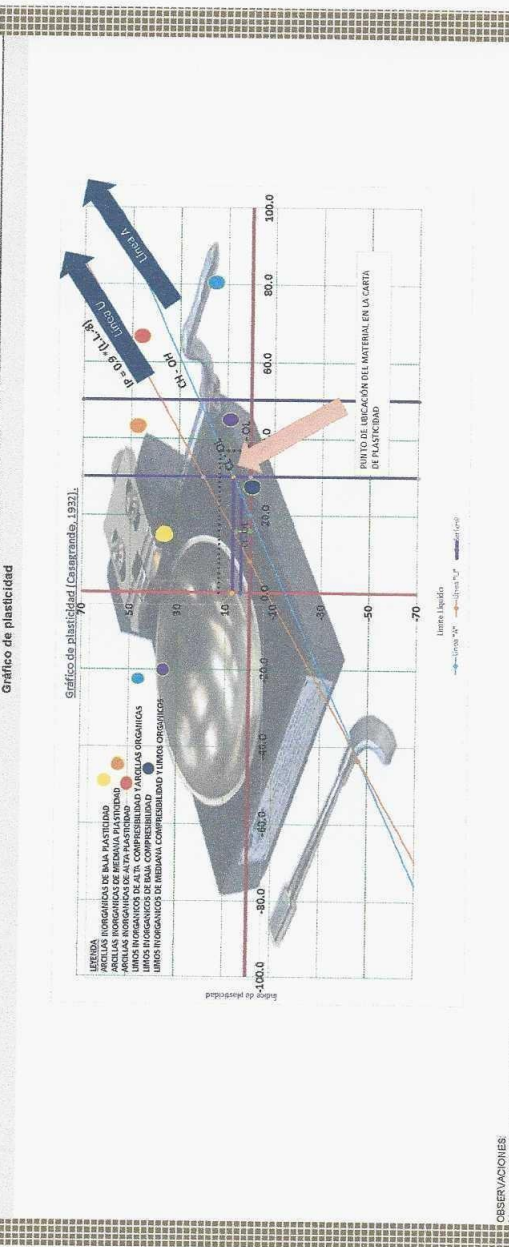 Gráfico de plasticidad
Gráfico de plasticidad (Casagrande, 1932).
LEYENDA
ARCILLAS INORGANICAS DE BAJA PLASTICIDAD
ARCILLAS INORGANICAS DE MEDIANA PLASTICIDAD
ARCILLAS INORGANICAS DE ALTA PLASTICIDAD
LIMOS INORGANICOS DE ALTA COMPRESIBILIDAD Y ARCILLAS ORGANICAS
LIMOS INORGANICOS DE BAJA COMPRESIBILIDAD
LIMOS INORGANICOS DE MEDIANA COMPRESIBILIDAD Y LIMOS ORGANICOS
70
50
30
10
-10
-30
-50
-70
Línea U
Línea A
IP = 0,9 *(L.L.-8)
CH - OH
CL - OL
-100.0
-80.0
-60.0
-40.0
-20.0
0.0
20.0
60.0
80.0
100.0
Índice de plasticidad
PUNTO DE UBICACIÓN DEL MATERIAL EN LA CARTA
DE PLASTICIDAD
Límite Líquido
Línea "A"
Línea "U"
OBSERVACIONES: